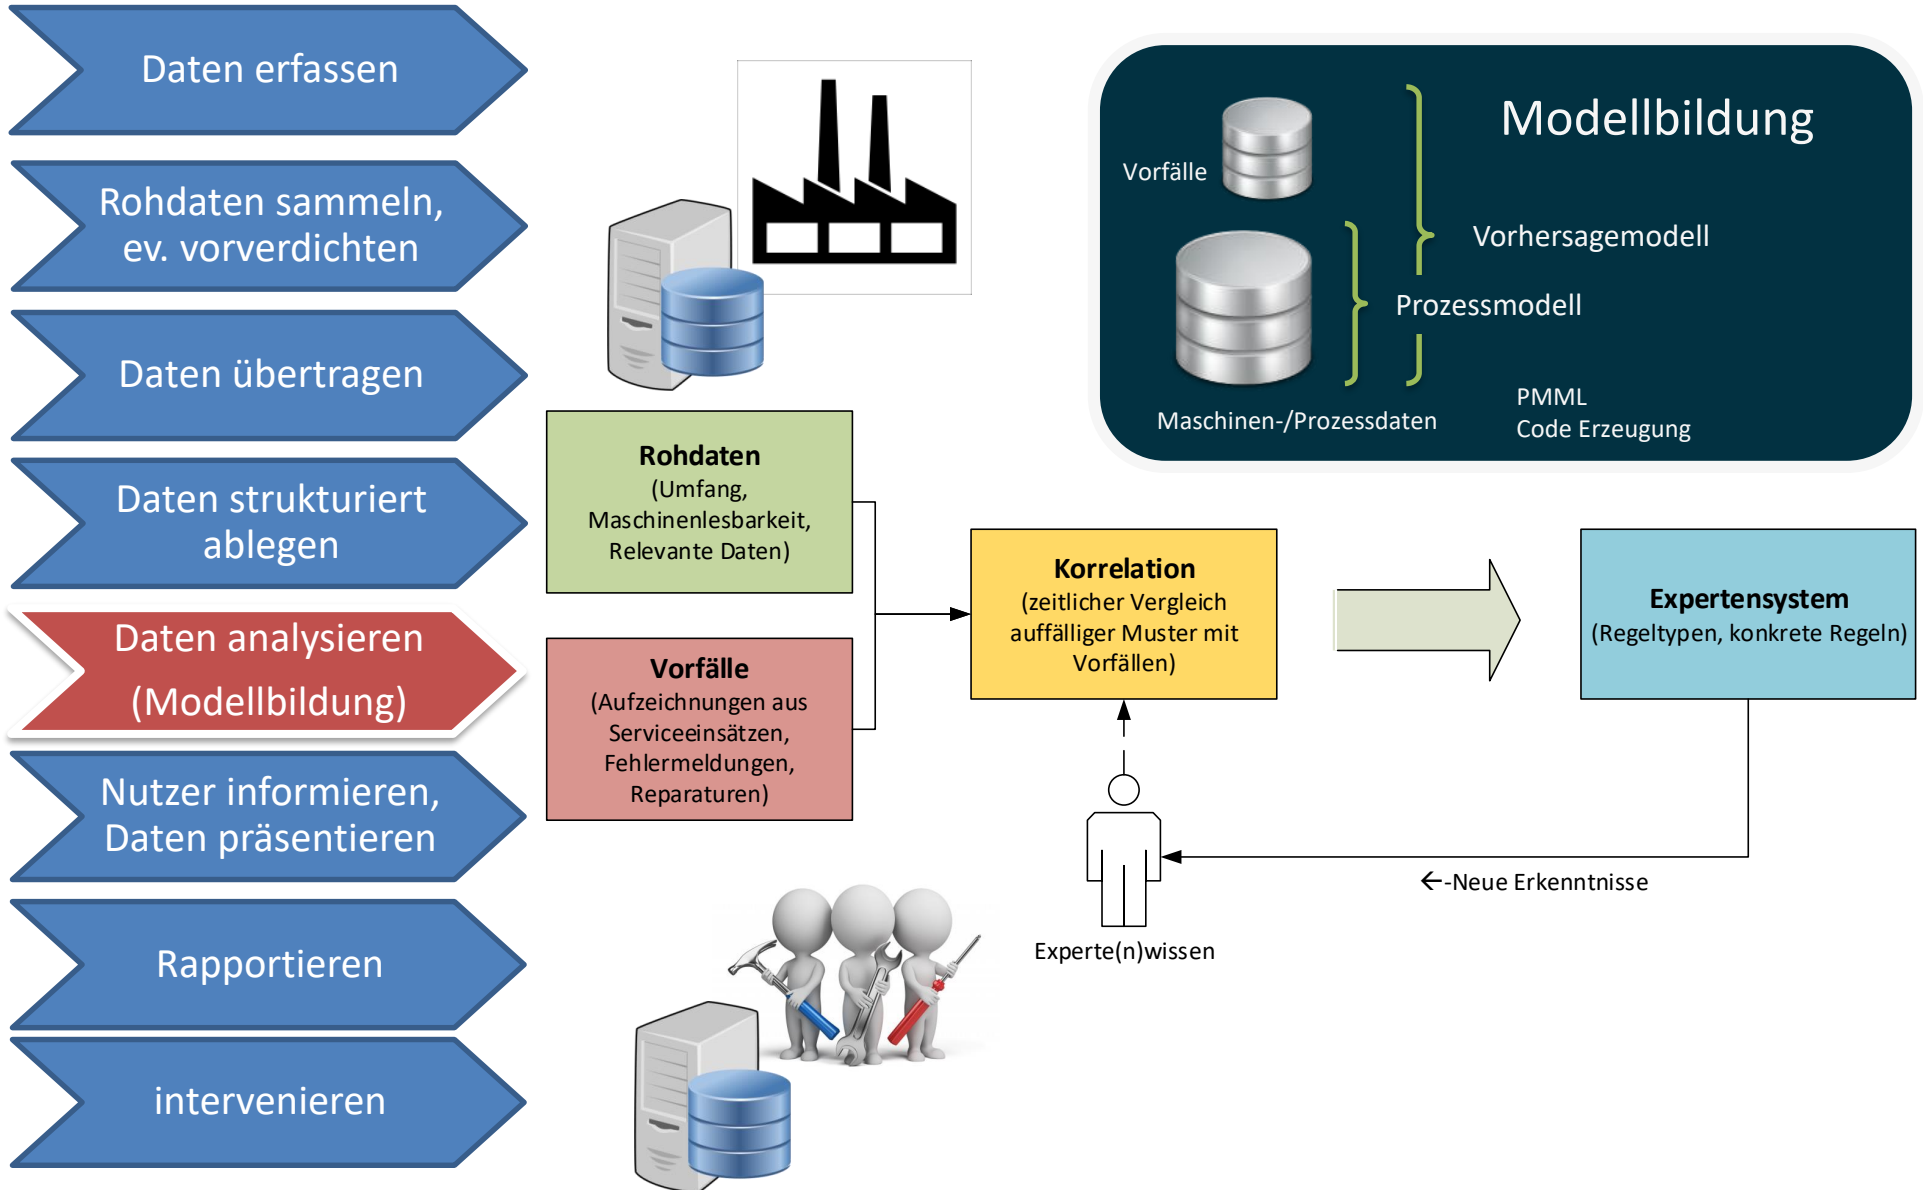 Daten erfassen
Rohdaten sammeln,
ev. vorverdichten
Daten übertragen
Daten strukturiert
ablegen
Daten analysieren
(Modellbildung)
Nutzer informieren,
Daten präsentieren
Rapportieren
intervenieren
Modellbildung
Vorfälle
Vorhersagemodell
Prozessmodell
Maschinen-/Prozessdaten
PMML
Code Erzeugung
Rohdaten
(Umfang,
Maschinenlesbarkeit,
Relevante Daten)
Vorfälle
(Aufzeichnungen aus
Serviceeinsätzen,
Fehlermeldungen,
Reparaturen)
Korrelation
(zeitlicher Vergleich
auffälliger Muster mit
Vorfällen)
Expertensystem
(Regeltypen, konkrete Regeln)
←-Neue Erkenntnisse
Experte(n)wissen